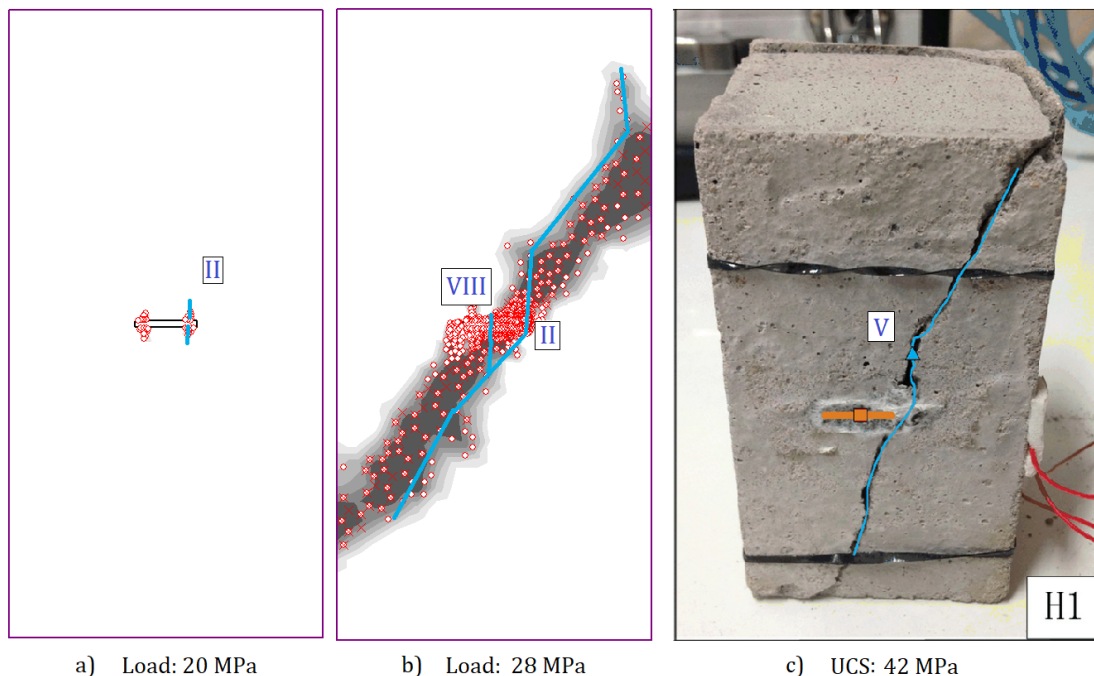 II
VIII
II
V
H1
a) Load: 20 MPa
b) Load: 28 MPa
c) UCS: 42 MPa